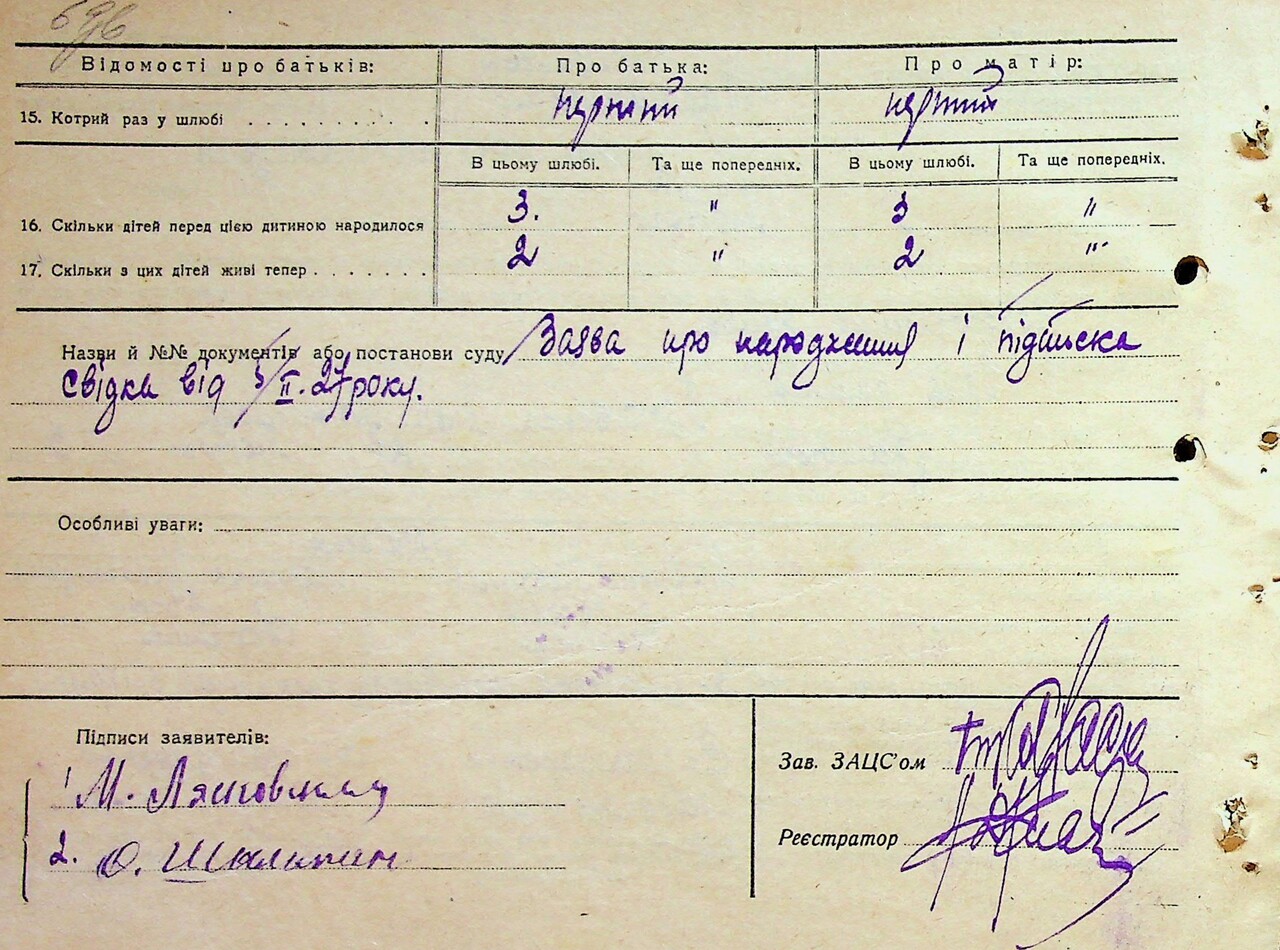 Відомості про батьків: Про батька: Про матір:
15. Котрий раз у шлюбі . . . . . . . . . . перший перший
В цьому шлюбі. Та ще попередніх. В цьому шлюбі. Та ще попередніх.
16. Скільки дітей перед цією дитиною народилося 3. " 3 "
17. Скільки з цих дітей живі тепер . . . . . . . 2 " 2 "
Назви й №№ документів або постанови суду Заява про народження і підписка
свідка від 5/II-27 року.
Особливі уваги:
Підписи заявителів:
1 М.
2. О.
Зав. ЗАЦС'ом
Реєстратор